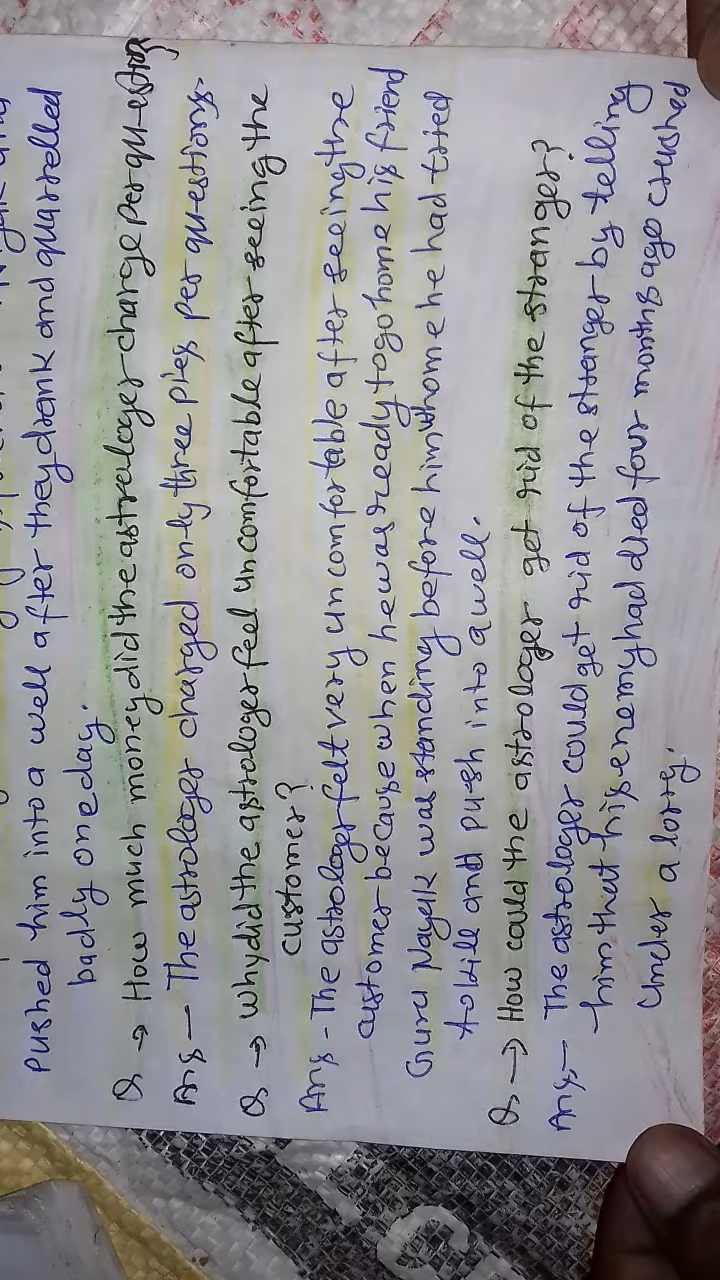 pushed him into a well after they drank and quarrelled
badly one day.
Q → How much money did the astrologer charge per question
Ans — The astrologer charged only three pies per questions.
Q → Why did the astrologer feel uncomfortable after seeing the
customer?
Ans - The astrologer felt very uncomfortable after seeing the
customer because when he was ready to go home his friend
Guru Nayak was standing before him whome he had tried
to kill and push into a well.
Q → How could the astrologer get rid of the stranger?
Ans — The astrologer could get rid of the stranger by telling
him that his enemy had died four months ago crushed
Under a lorry.